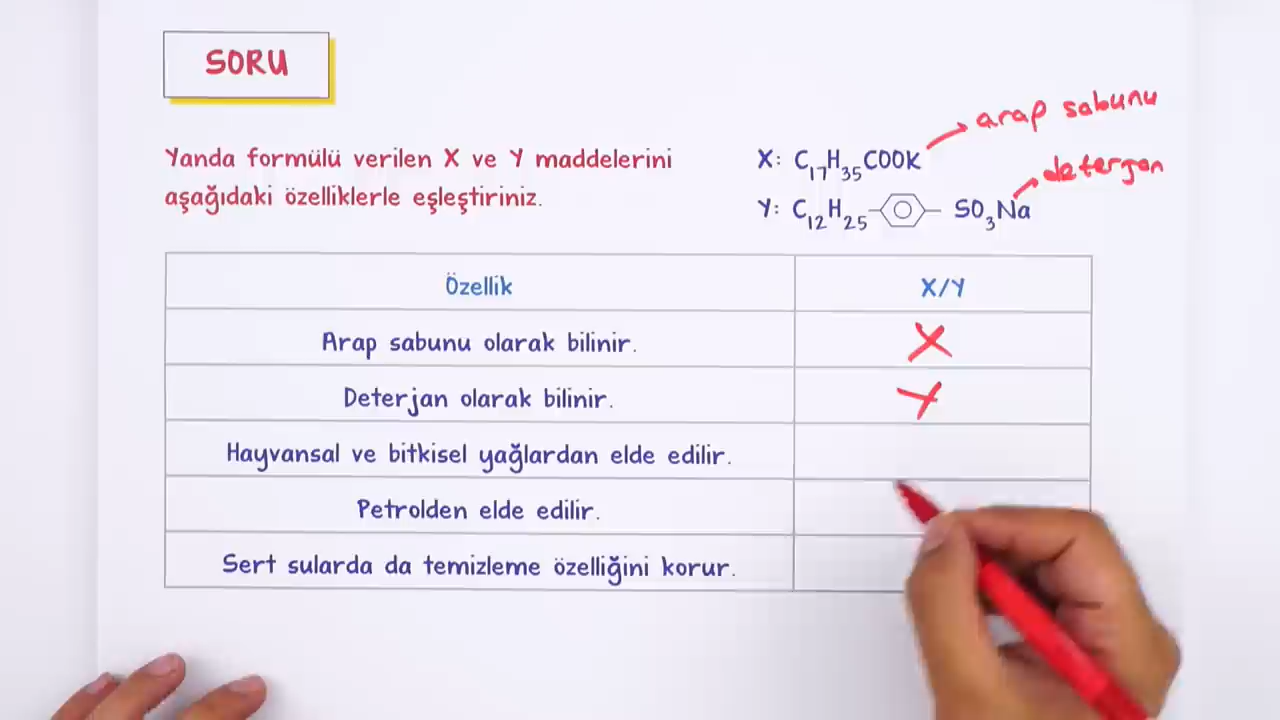 SORU
Yanda formülü verilen X ve Y maddelerini
aşağıdaki özelliklerle eşleştiriniz.
X: C17H35COOK
arap sabunu
Y: C12H25 SO3Na
deterjan
Özellik X/Y
Arap sabunu olarak bilinir. X
Deterjan olarak bilinir. Y
Hayvansal ve bitkisel yağlardan elde edilir.
Petrolden elde edilir.
Sert sularda da temizleme özelliğini korur.